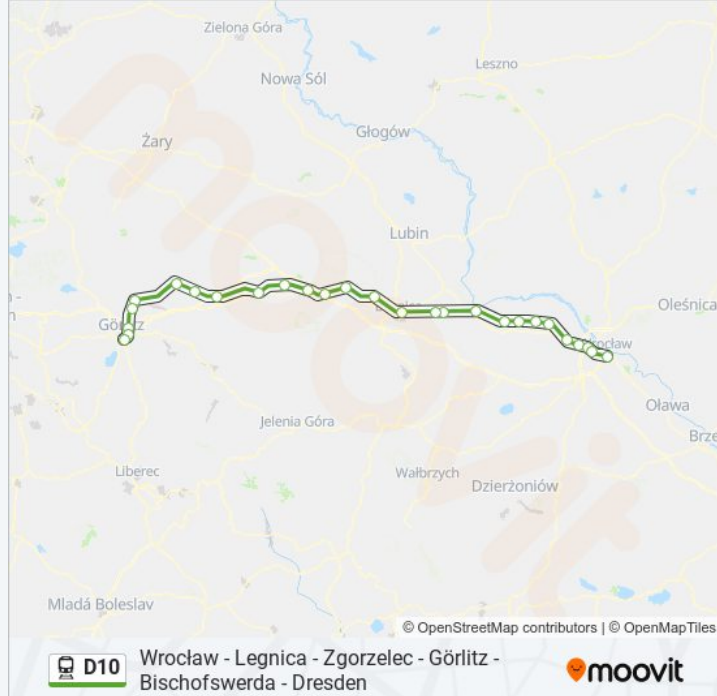 Zielona Góra
Leszno
Nowa Sól
Głogów
Żary
Lubin
Oleśnica
Görlitz
Wrocław
Oława
Jelenia Góra
Brze
Wałbrzych
Liberec
Dzierżoniów
Mladá Boleslav
moovit
© OpenStreetMap contributors | © OpenMapTiles
D10
Wrocław - Legnica - Zgorzelec - Görlitz -
Bischofswerda - Dresden
moovit